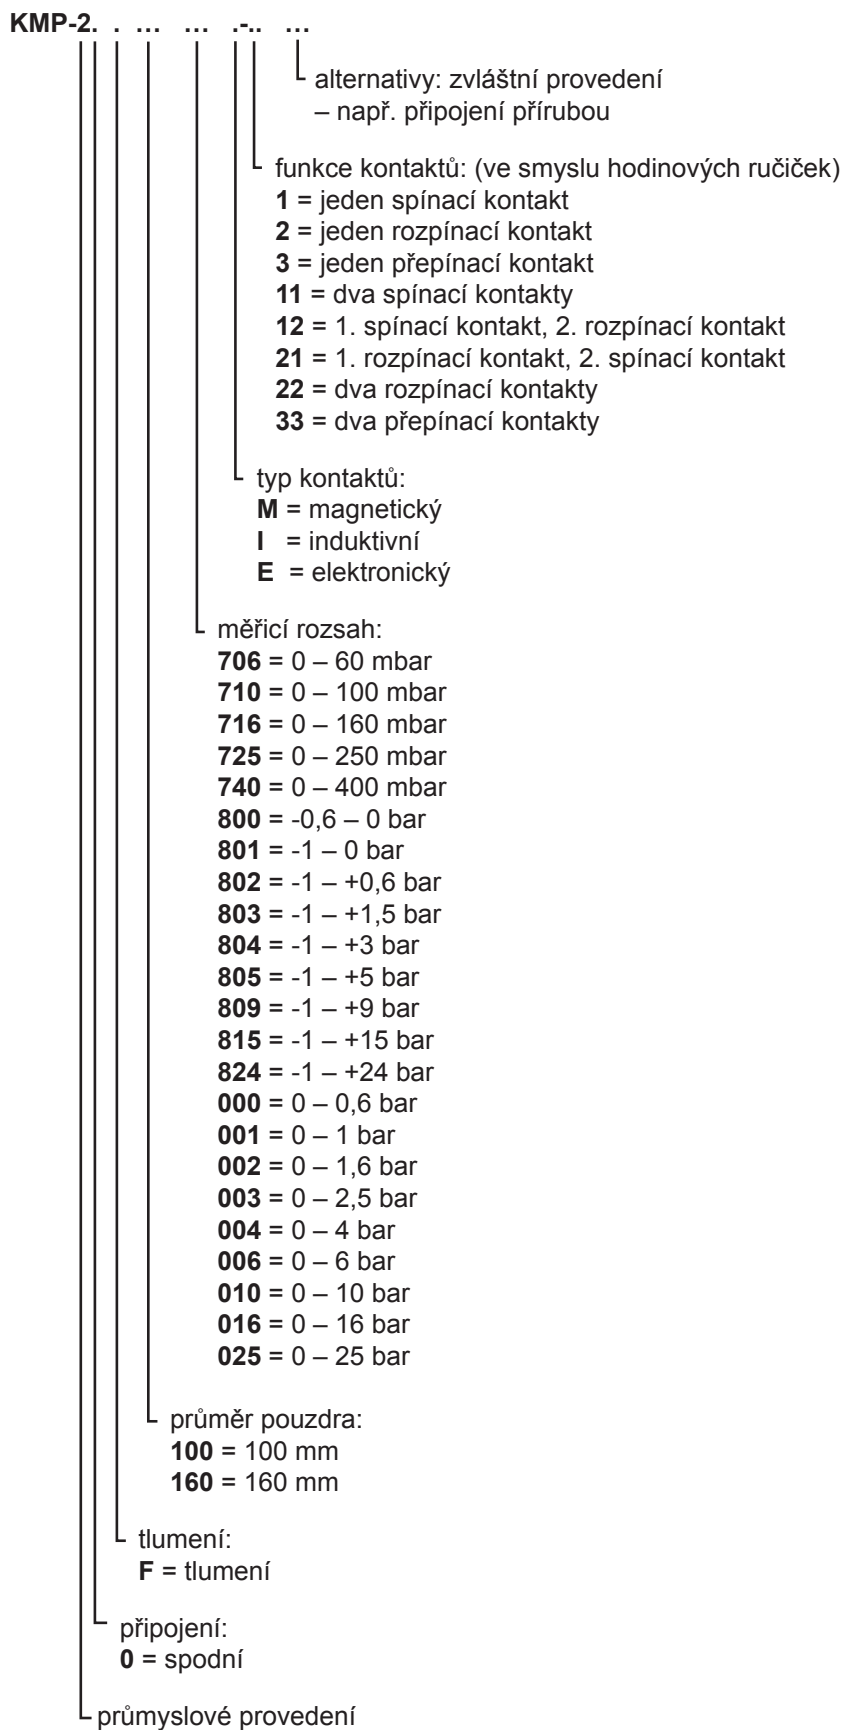 KMP-2. . … … .-.. …
alternativy: zvláštní provedení
– např. připojení přírubou
funkce kontaktů: (ve smyslu hodinových ručiček)
1 = jeden spínací kontakt
2 = jeden rozpínací kontakt
3 = jeden přepínací kontakt
11 = dva spínací kontakty
12 = 1. spínací kontakt, 2. rozpínací kontakt
21 = 1. rozpínací kontakt, 2. spínací kontakt
22 = dva rozpínací kontakty
33 = dva přepínací kontakty
typ kontaktů:
M = magnetický
I = induktivní
E = elektronický
měřicí rozsah:
706 = 0 – 60 mbar
710 = 0 – 100 mbar
716 = 0 – 160 mbar
725 = 0 – 250 mbar
740 = 0 – 400 mbar
800 = -0,6 – 0 bar
801 = -1 – 0 bar
802 = -1 – +0,6 bar
803 = -1 – +1,5 bar
804 = -1 – +3 bar
805 = -1 – +5 bar
809 = -1 – +9 bar
815 = -1 – +15 bar
824 = -1 – +24 bar
000 = 0 – 0,6 bar
001 = 0 – 1 bar
002 = 0 – 1,6 bar
003 = 0 – 2,5 bar
004 = 0 – 4 bar
006 = 0 – 6 bar
010 = 0 – 10 bar
016 = 0 – 16 bar
025 = 0 – 25 bar
průměr pouzdra:
100 = 100 mm
160 = 160 mm
tlumení:
F = tlumení
připojení:
0 = spodní
průmyslové provedení